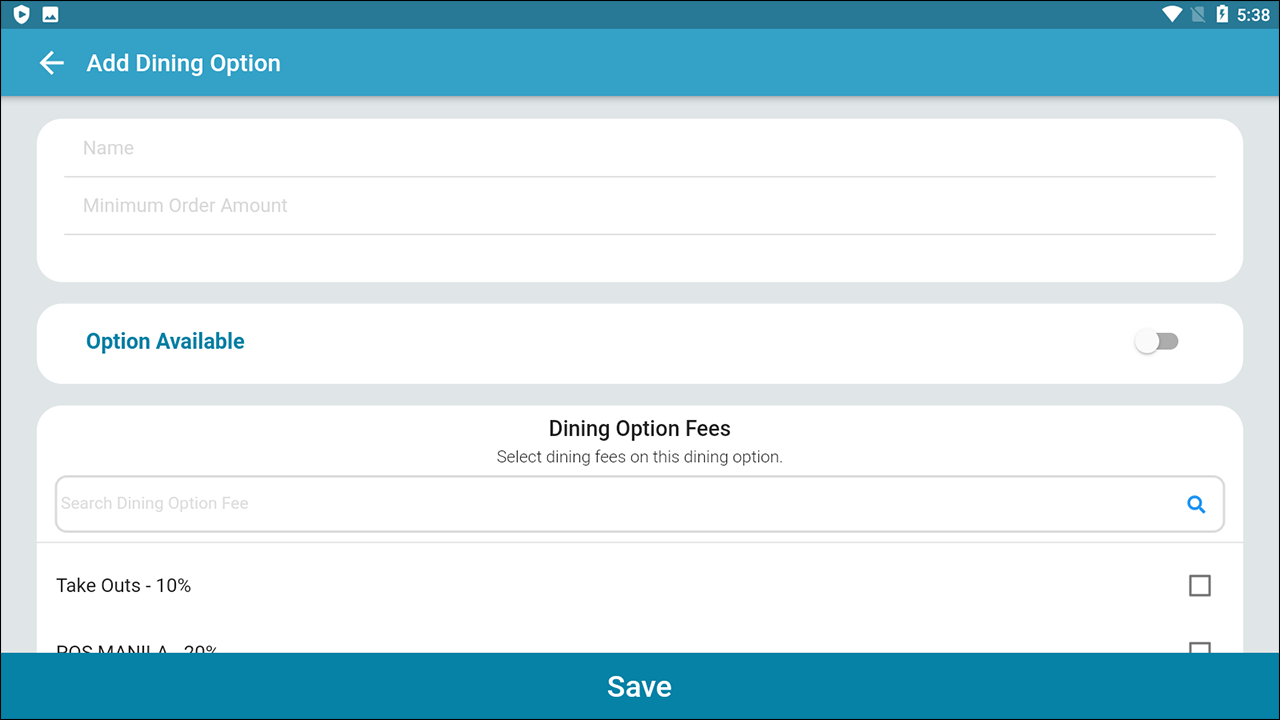 5:38
Add Dining Option
Name
Minimum Order Amount
Option Available
Dining Option Fees
Select dining fees on this dining option.
Search Dining Option Fee
Take Outs - 10%
POS MANILA - 20%
Save